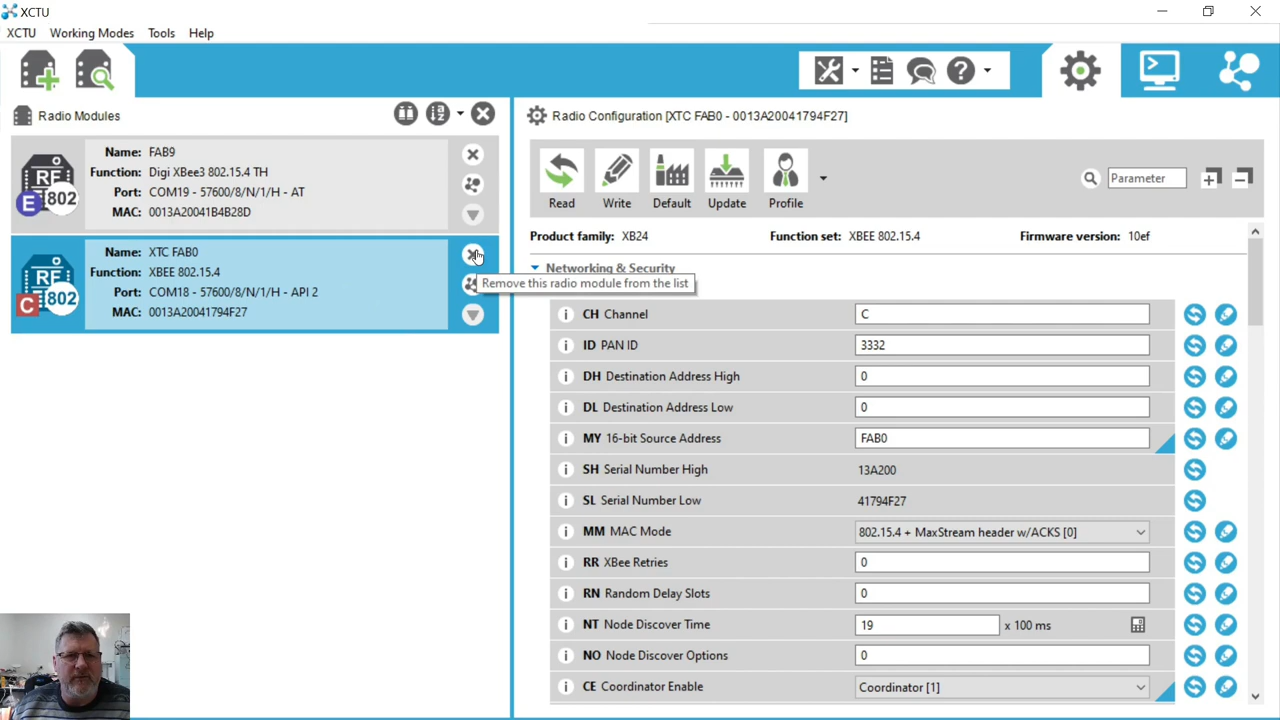 XCTU
XCTU Working Modes Tools Help
Radio Modules
Name: FAB9
Function: Digi XBee3 802.15.4 TH
Port: COM19 - 57600/8/N/1/H - AT
MAC: 0013A20041B4B28D
RF
E 802
Name: XTC FAB0
Function: XBEE 802.15.4
Port: COM18 - 57600/8/N/1/H - API 2
MAC: 0013A20041794F27
RF
C 802
Remove this radio module from the list
Radio Configuration [XTC FAB0 - 0013A20041794F27]
Read Write Default Update Profile
Parameter
Product family: XB24 Function set: XBEE 802.15.4 Firmware version: 10ef
Networking & Security
i CH Channel C
i ID PAN ID 3332
i DH Destination Address High 0
i DL Destination Address Low 0
i MY 16-bit Source Address FAB0
i SH Serial Number High 13A200
i SL Serial Number Low 41794F27
i MM MAC Mode 802.15.4 + MaxStream header w/ACKS [0]
i RR XBee Retries 0
i RN Random Delay Slots 0
i NT Node Discover Time 19 x 100 ms
i NO Node Discover Options 0
i CE Coordinator Enable Coordinator [1]